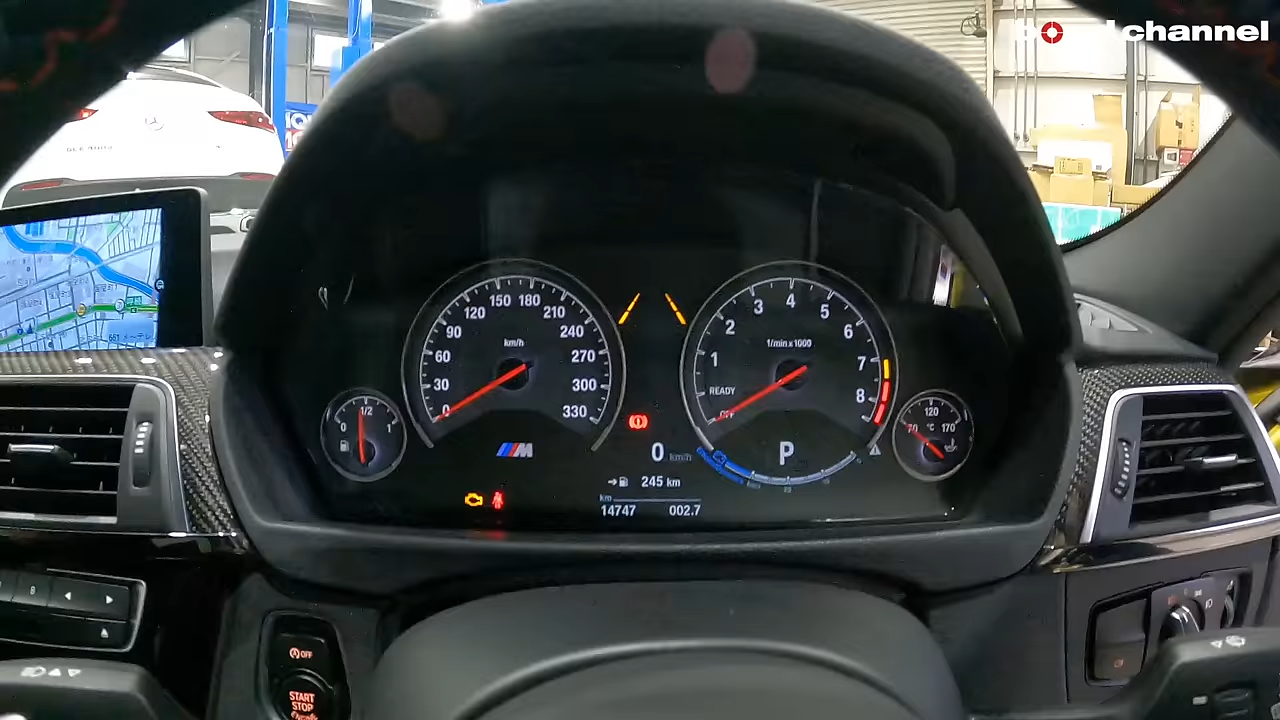 channel
km/h
0
30
60
90
120
150
180
210
240
270
300
330
1/min x 1000
1
2
3
4
5
6
7
8
READY
OFF
0
1/2
1
70
120
170
°C
M
P
0 km/h
245 km
km
14747
002.7
OFF
START
STOP